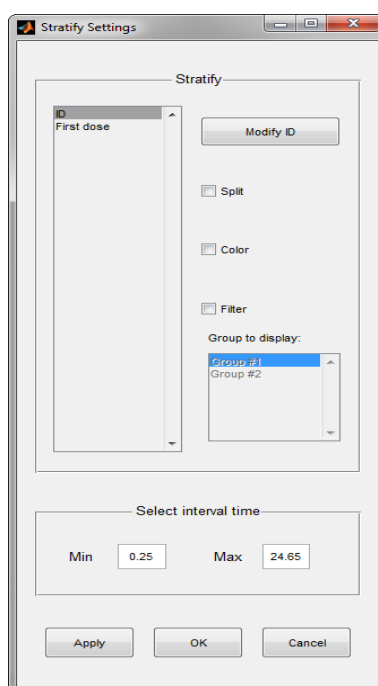 Stratify Settings
Stratify
ID
First dose
Modify ID
Split
Color
Filter
Group to display:
Group #1
Group #2
Select interval time
Min 0.25 Max 24.65
Apply OK Cancel